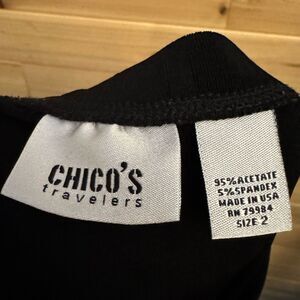 CHICO'S
travelers
95% ACETATE
5% SPANDEX
MADE IN USA
RN 79984
SIZE 2